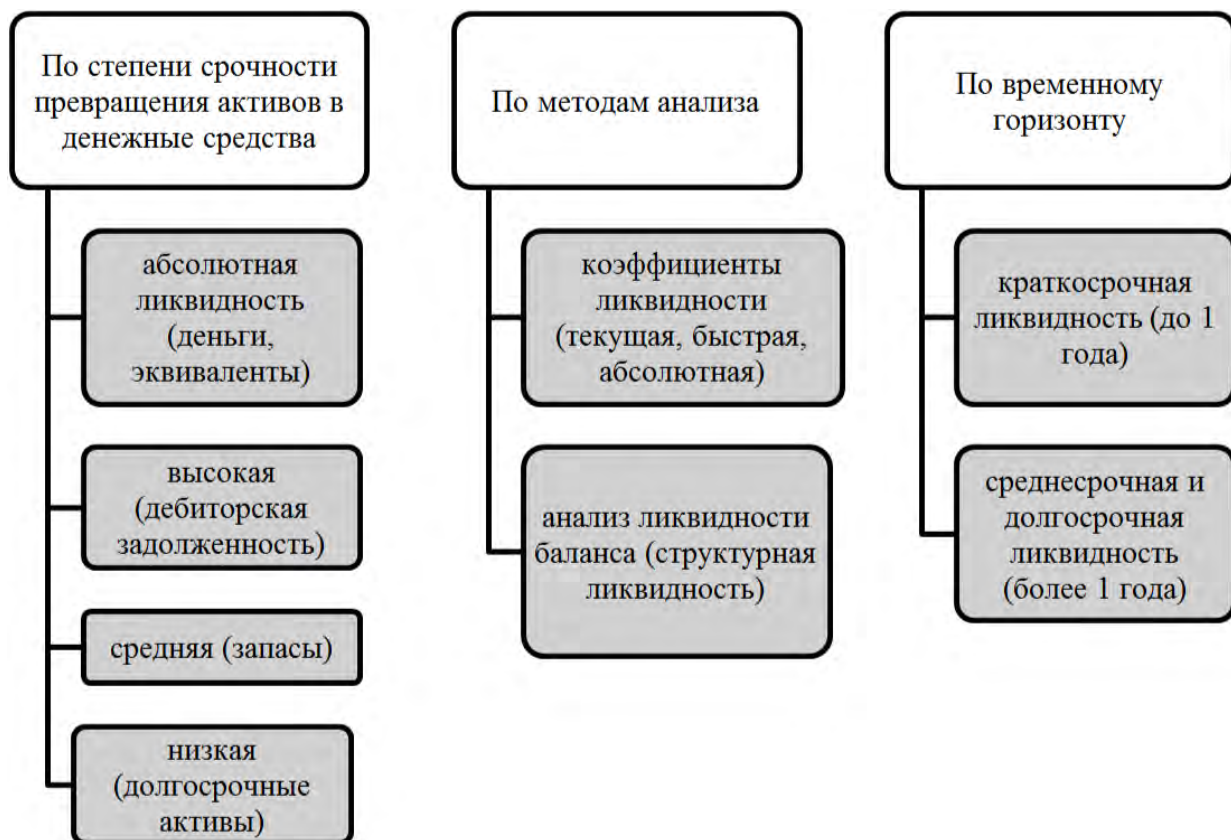 По степени срочности
превращения активов в
денежные средства
абсолютная
ликвидность
(деньги,
эквиваленты)
высокая
(дебиторская
задолженность)
средняя (запасы)
низкая
(долгосрочные
активы)
По методам анализа
коэффициенты
ликвидности
(текущая, быстрая,
абсолютная)
анализ ликвидности
баланса (структурная
ликвидность)
По временному
горизонту
краткосрочная
ликвидность (до 1
года)
среднесрочная и
долгосрочная
ликвидность
(более 1 года)